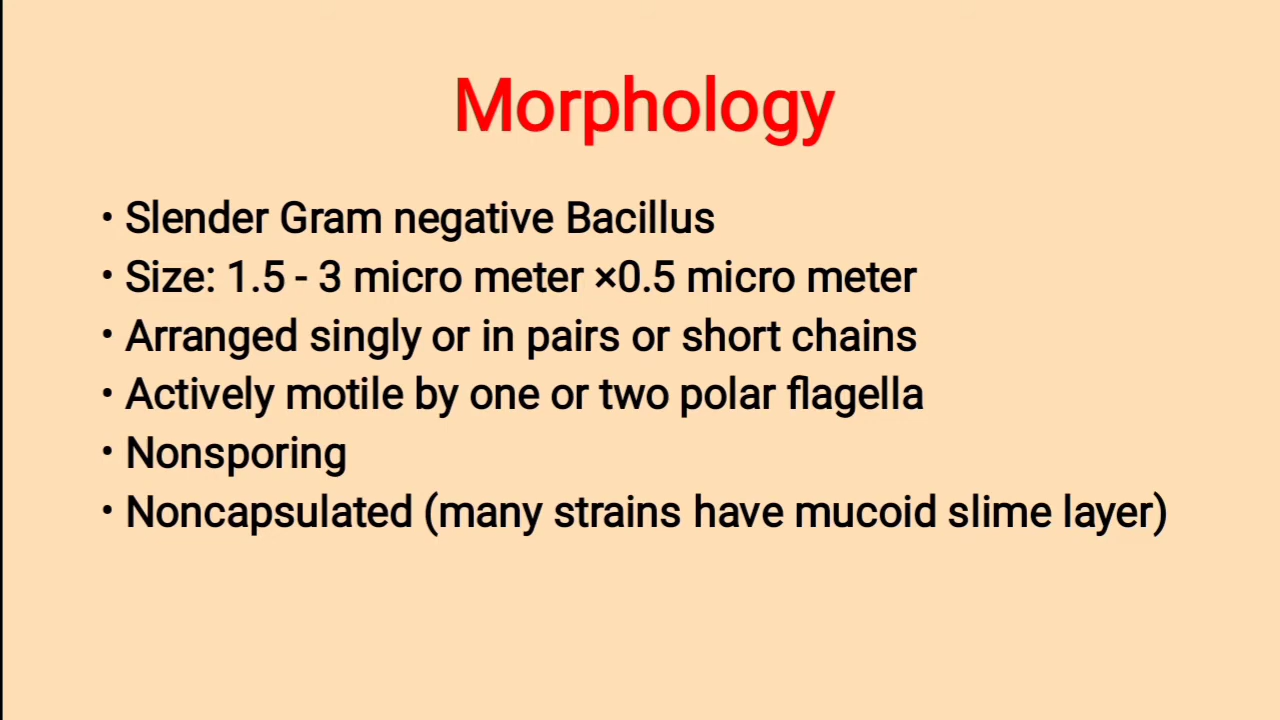 Morphology
• Slender Gram negative Bacillus
• Size: 1.5 - 3 micro meter ×0.5 micro meter
• Arranged singly or in pairs or short chains
• Actively motile by one or two polar flagella
• Nonsporing
• Noncapsulated (many strains have mucoid slime layer)